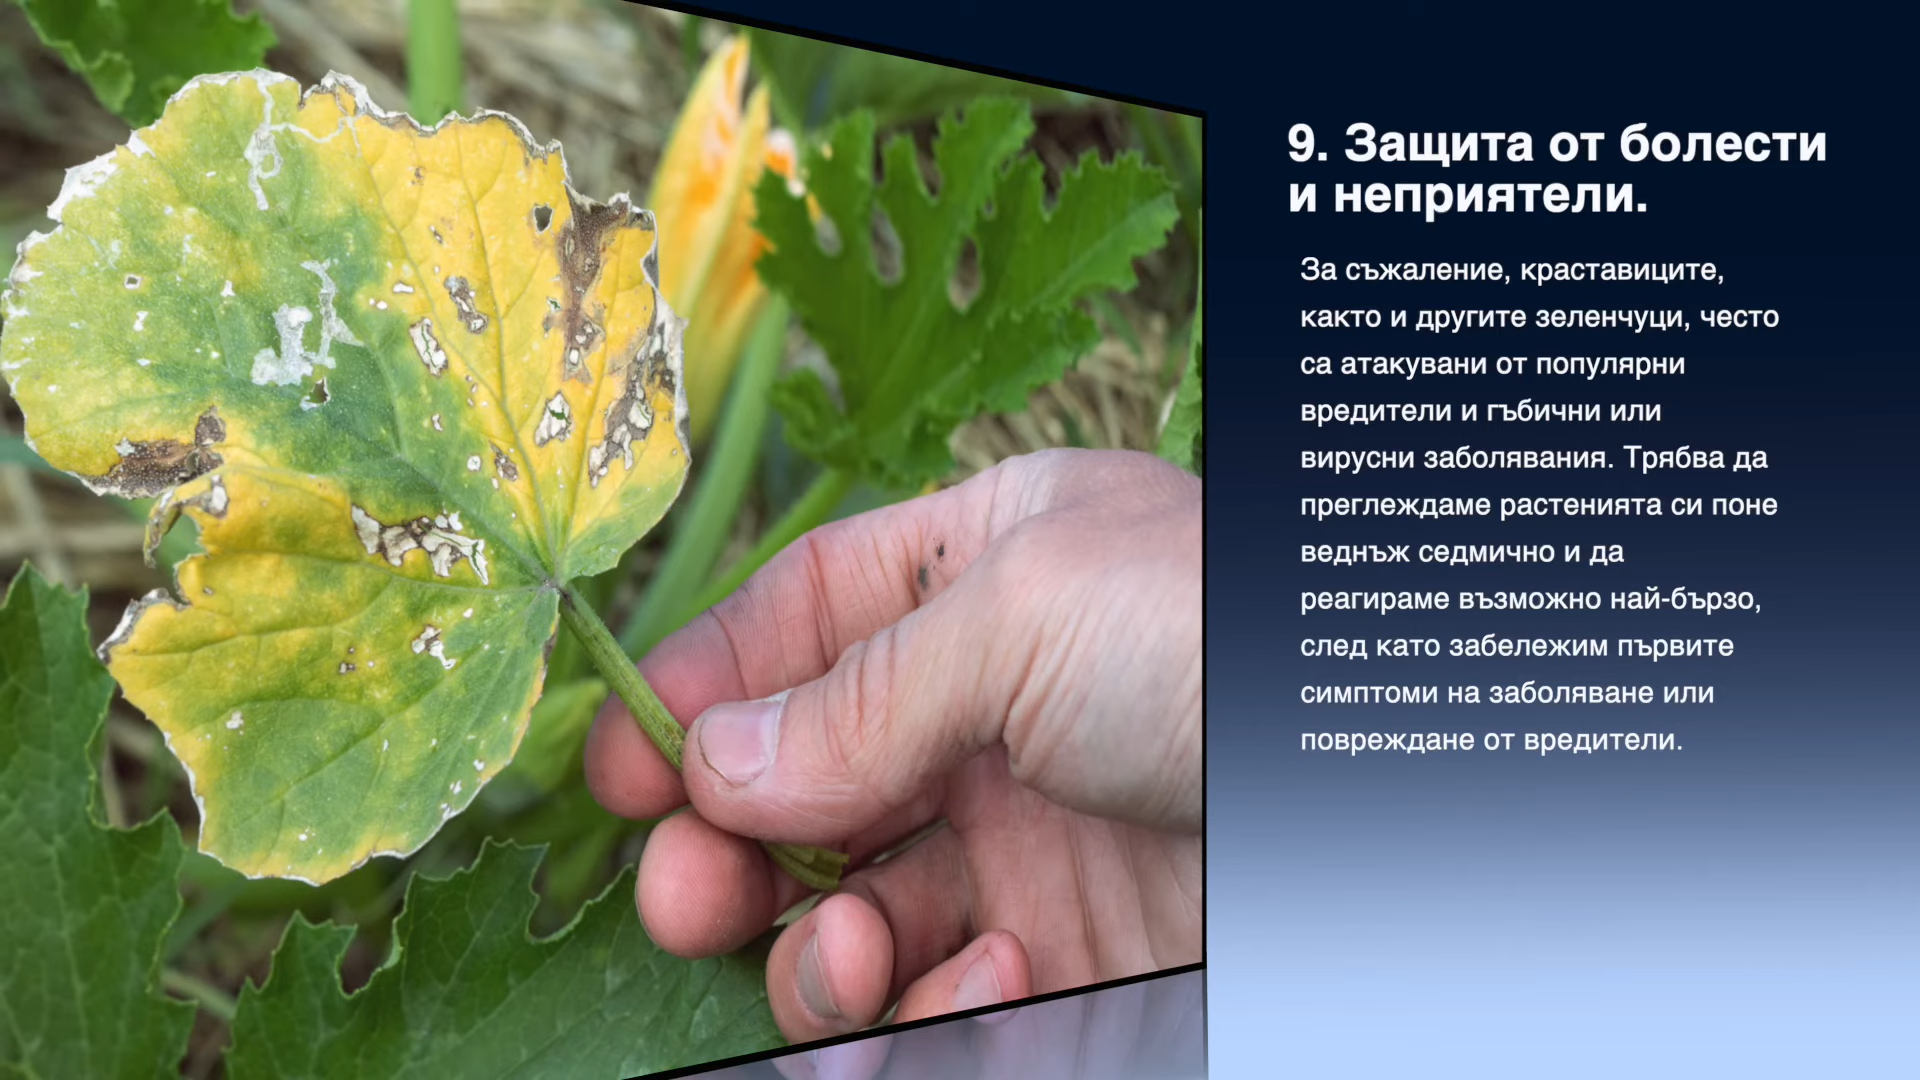 9. Защита от болести
и неприятели.
За съжаление, краставиците,
както и другите зеленчуци, често
са атакувани от популярни
вредители и гъбични или
вирусни заболявания. Трябва да
преглеждаме растенията си поне
веднъж седмично и да
реагираме възможно най-бързо,
след като забележим първите
симптоми на заболяване или
повреждане от вредители.